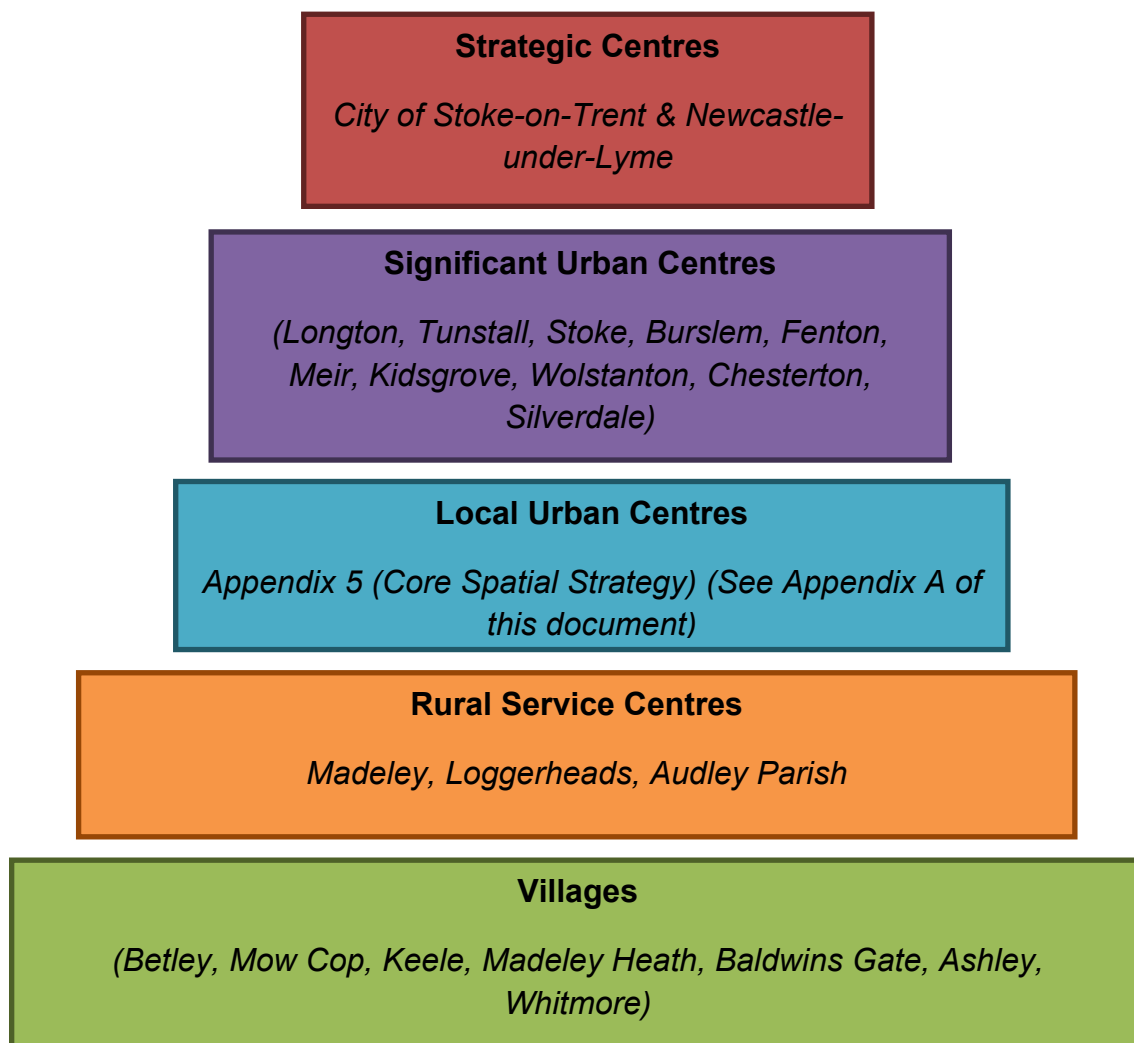 Strategic Centres
City of Stoke-on-Trent & Newcastle-
under-Lyme
Significant Urban Centres
(Longton, Tunstall, Stoke, Burslem, Fenton,
Meir, Kidsgrove, Wolstanton, Chesterton,
Silverdale)
Local Urban Centres
Appendix 5 (Core Spatial Strategy) (See Appendix A of
this document)
Rural Service Centres
Madeley, Loggerheads, Audley Parish
Villages
(Betley, Mow Cop, Keele, Madeley Heath, Baldwins Gate, Ashley,
Whitmore)